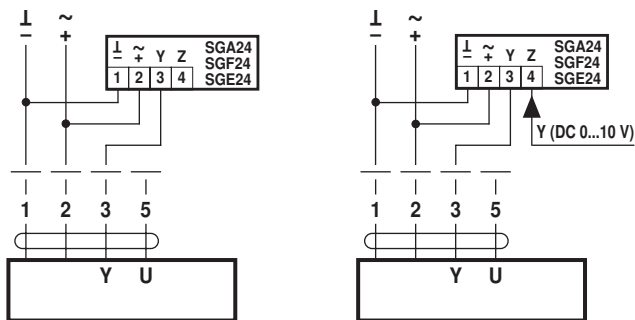 ⊥ ~
– +
⊥ ~ Y Z SGA24
– + SGF24
1 2 3 4 SGE24
1 2 3 5
Y U
⊥ ~
– +
⊥ ~ Y Z SGA24
– + SGF24
1 2 3 4 SGE24
Y (DC 0...10 V)
1 2 3 5
Y U